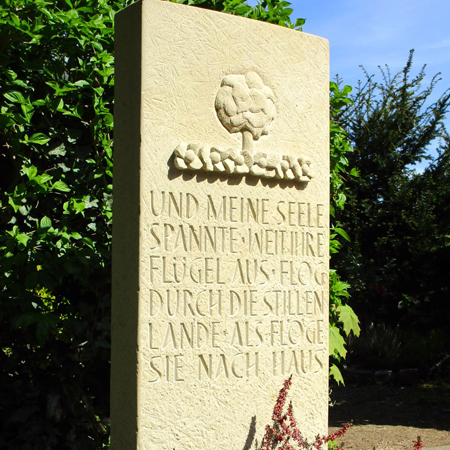 UND MEINE SEELE
SPANNTE · WEIT · IHRE
FLÜGEL AUS · FLOG
DURCH DIE STILLEN
LANDE · ALS · FLÖGE
SIE NACH HAUS